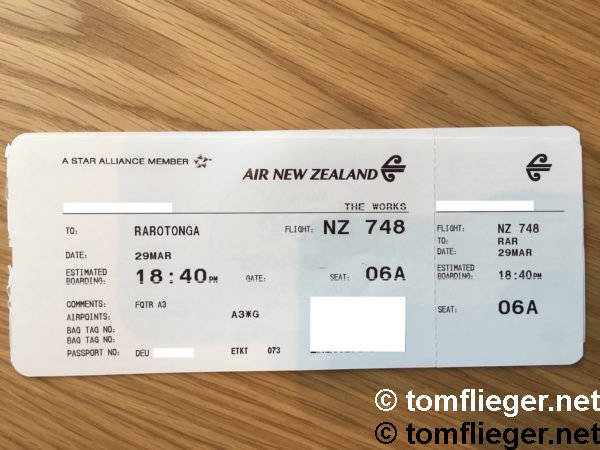 A STAR ALLIANCE MEMBER
AIR NEW ZEALAND
THE WORKS
TO: RAROTONGA FLIGHT: NZ 748
DATE: 29MAR
ESTIMATED BOARDING: 18:40PM GATE: SEAT: 06A
COMMENTS: FQTR A3
AIRPOINTS: A3*G
BAG TAG NO:
BAG TAG NO:
PASSPORT NO: DEU ETKT 073
FLIGHT: NZ 748
TO: RAR
DATE: 29MAR
ESTIMATED BOARDING: 18:40PM
SEAT: 06A
© tomflieger.net
© tomflieger.net